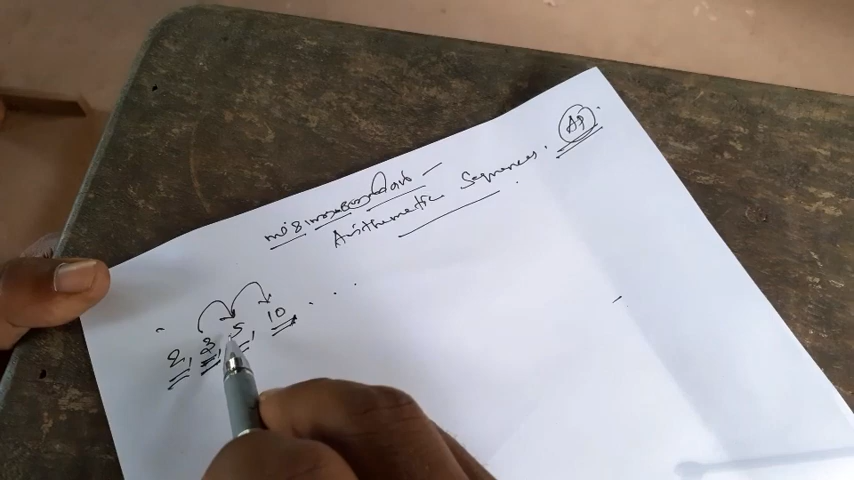 AP.
Arithmetic Sequences.
2, 3, 5, 10 . . .